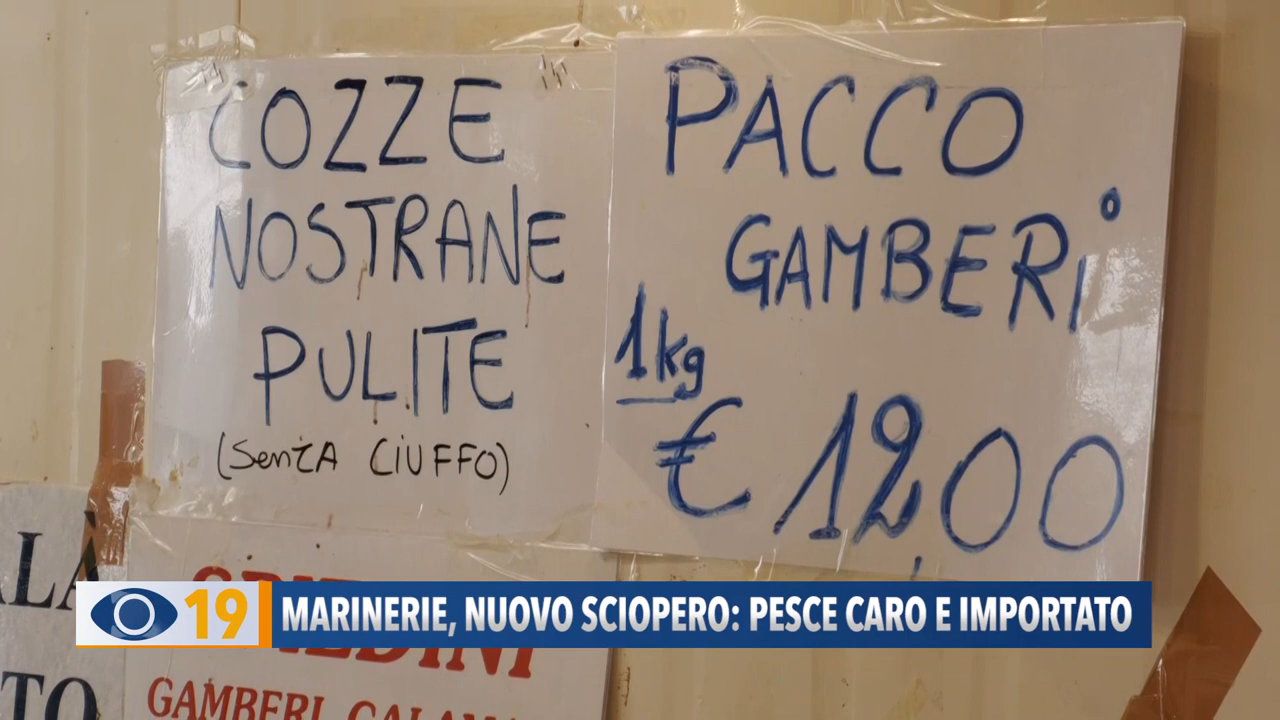 COZZE
NOSTRANE
PULITE
(SenzA CiUFFO)
PACCO
GAMBERi
1kg
€ 12,00
19
MARINERIE, NUOVO SCIOPERO: PESCE CARO E IMPORTATO
GAMBERI